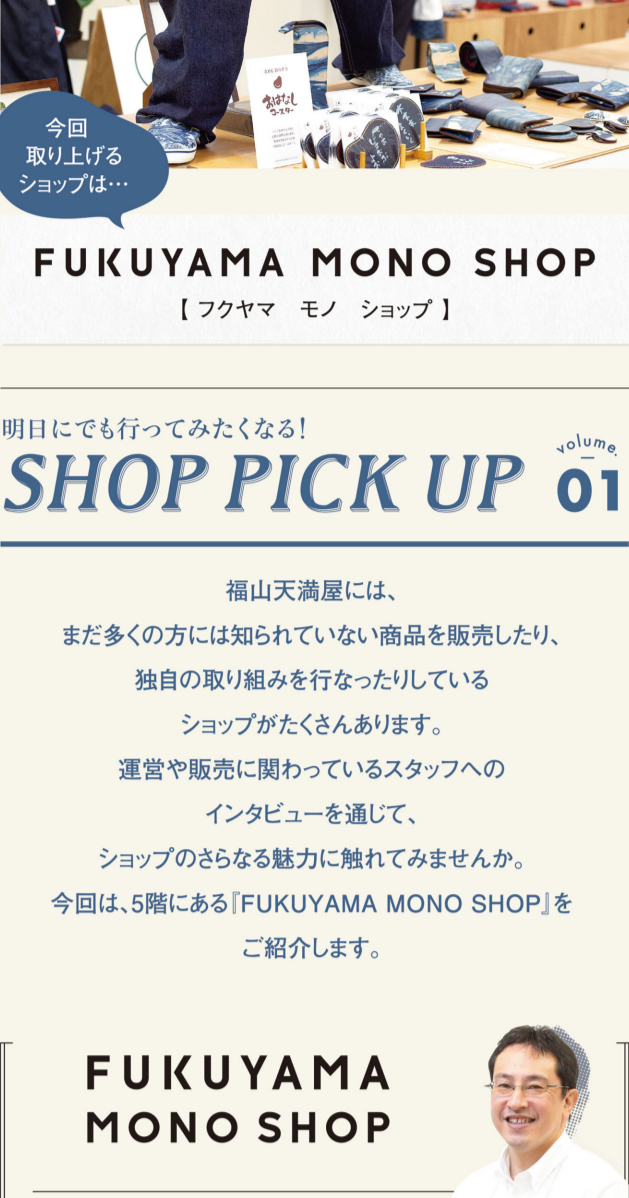 おはなし
コースター
今回
取り上げる
ショップは…
FUKUYAMA MONO SHOP
【 フクヤマ　モノ　ショップ 】
明日にでも行ってみたくなる!
SHOP PICK UP
volume.
01
福山天満屋には、
まだ多くの方には知られていない商品を販売したり、
独自の取り組みを行なったりしている
ショップがたくさんあります。
運営や販売に関わっているスタッフへの
インタビューを通じて、
ショップのさらなる魅力に触れてみませんか。
今回は、5階にある『FUKUYAMA MONO SHOP』を
ご紹介します。
FUKUYAMA
MONO SHOP